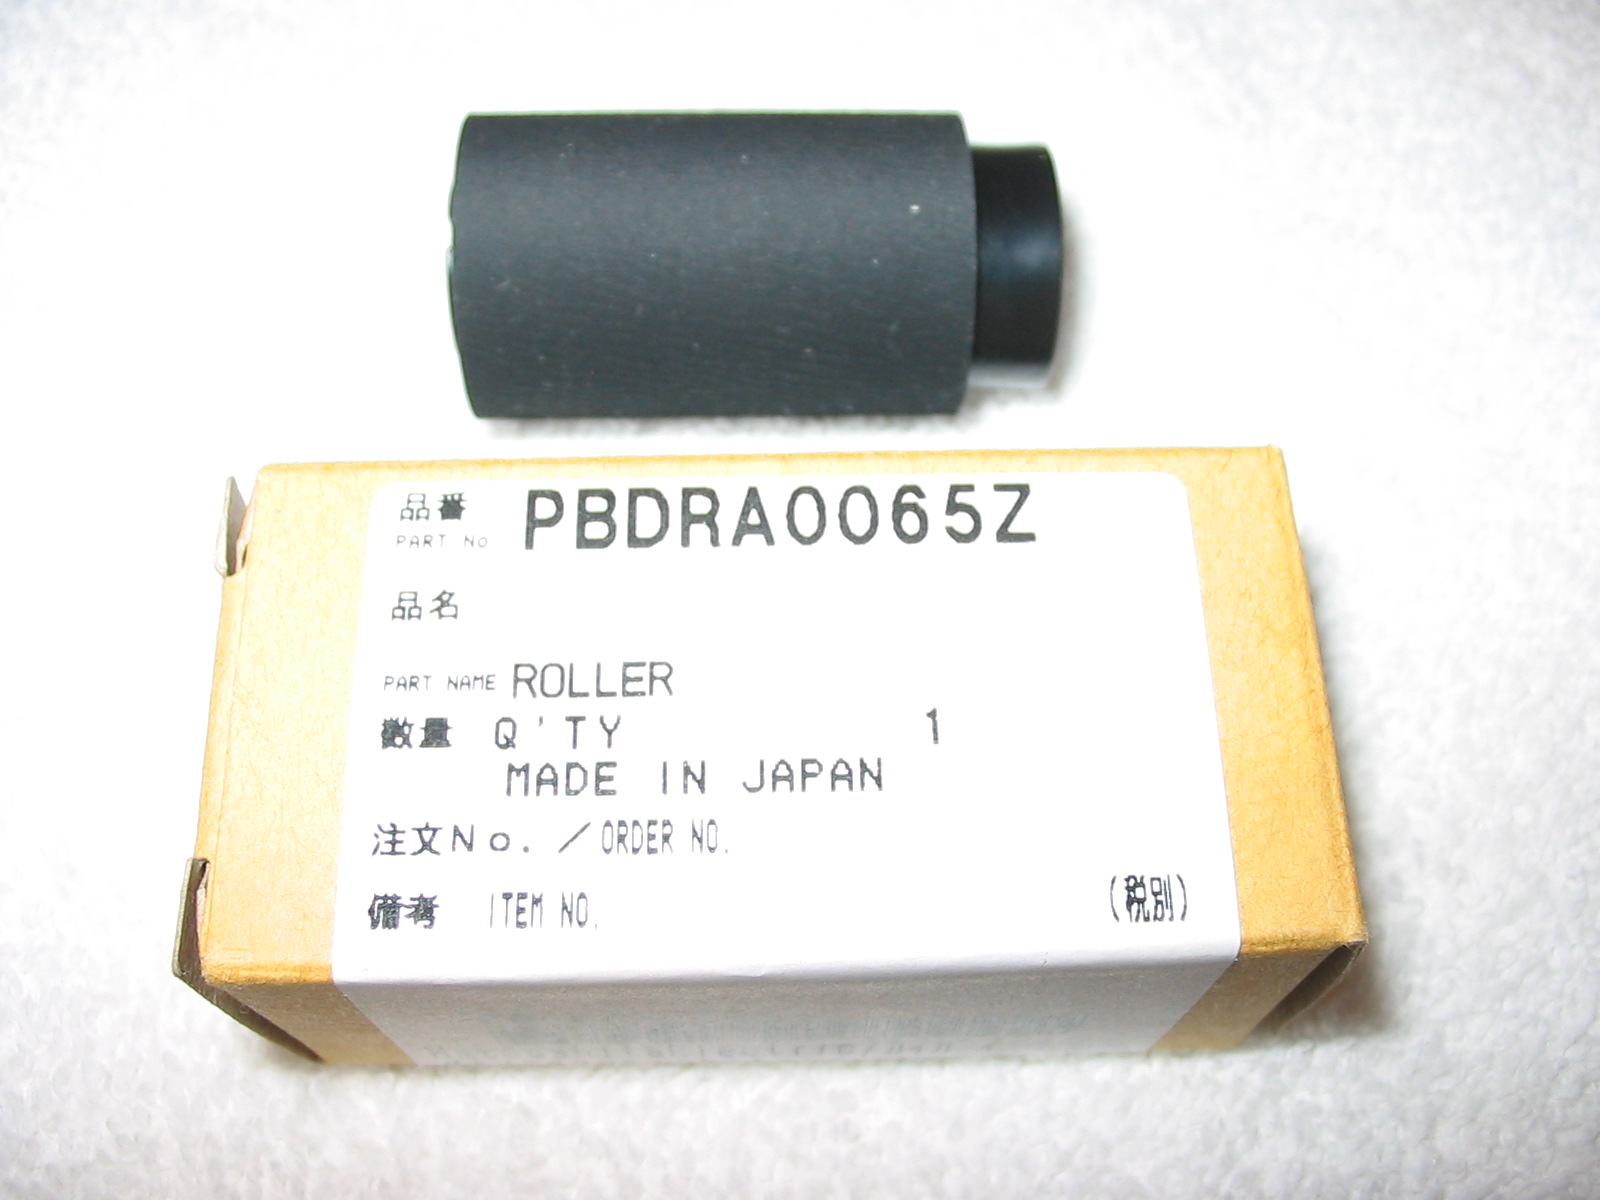 品番 PBDRA0065Z
PART No
品名
PART NAME ROLLER
数量 Q'TY 1
MADE IN JAPAN
注文No. ／ORDER NO.
備考 ITEM NO.
(税別)